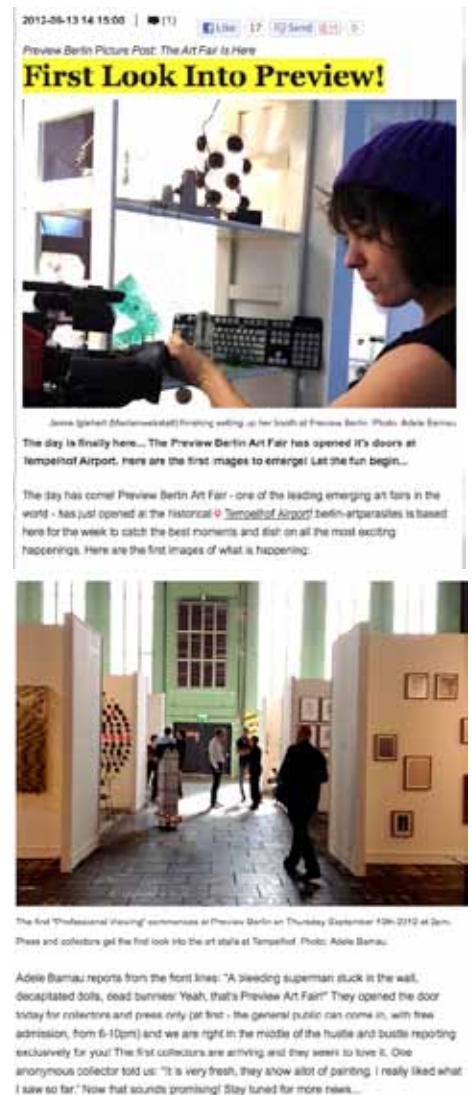 2012-09-13 14:15:00 | (1) Like 17 Send 0
Preview Berlin Picture Post: The Art Fair Is Here
First Look Into Preview!
finishing setting up her booth at Preview Berlin. Photo: Adele Barnau
The day is finally here... The Preview Berlin Art Fair has opened it's doors at
Tempelhof Airport. Here are the first images to emerge! Let the fun begin...
The day has come! Preview Berlin Art Fair - one of the leading emerging art fairs in the
world - has just opened at the historical Tempelhof Airport! berlin-artparasites is based
here for the week to catch the best moments and dish on all the most exciting
happenings. Here are the first images of what is happening:
The first "Professional Viewing" commences at Preview Berlin on Thursday September 13th 2012 at 2pm.
Press and collectors get the first look into the art stalls at Tempelhof. Photo: Adele Barnau.
Adele Barnau reports from the front lines: "A bleeding superman stuck in the wall,
decapitated dolls, dead bunnies! Yeah, that's Preview Art Fair!" They opened the door
today for collectors and press only (at first - the general public can come in, with free
admission, from 6-10pm) and we are right in the middle of the hustle and bustle reporting
exclusively for you! The first collectors are arriving and they seem to love it. One
anonymous collector told us: "It is very fresh, they show allot of painting. I really liked what
I saw so far." Now that sounds promising! Stay tuned for more news...